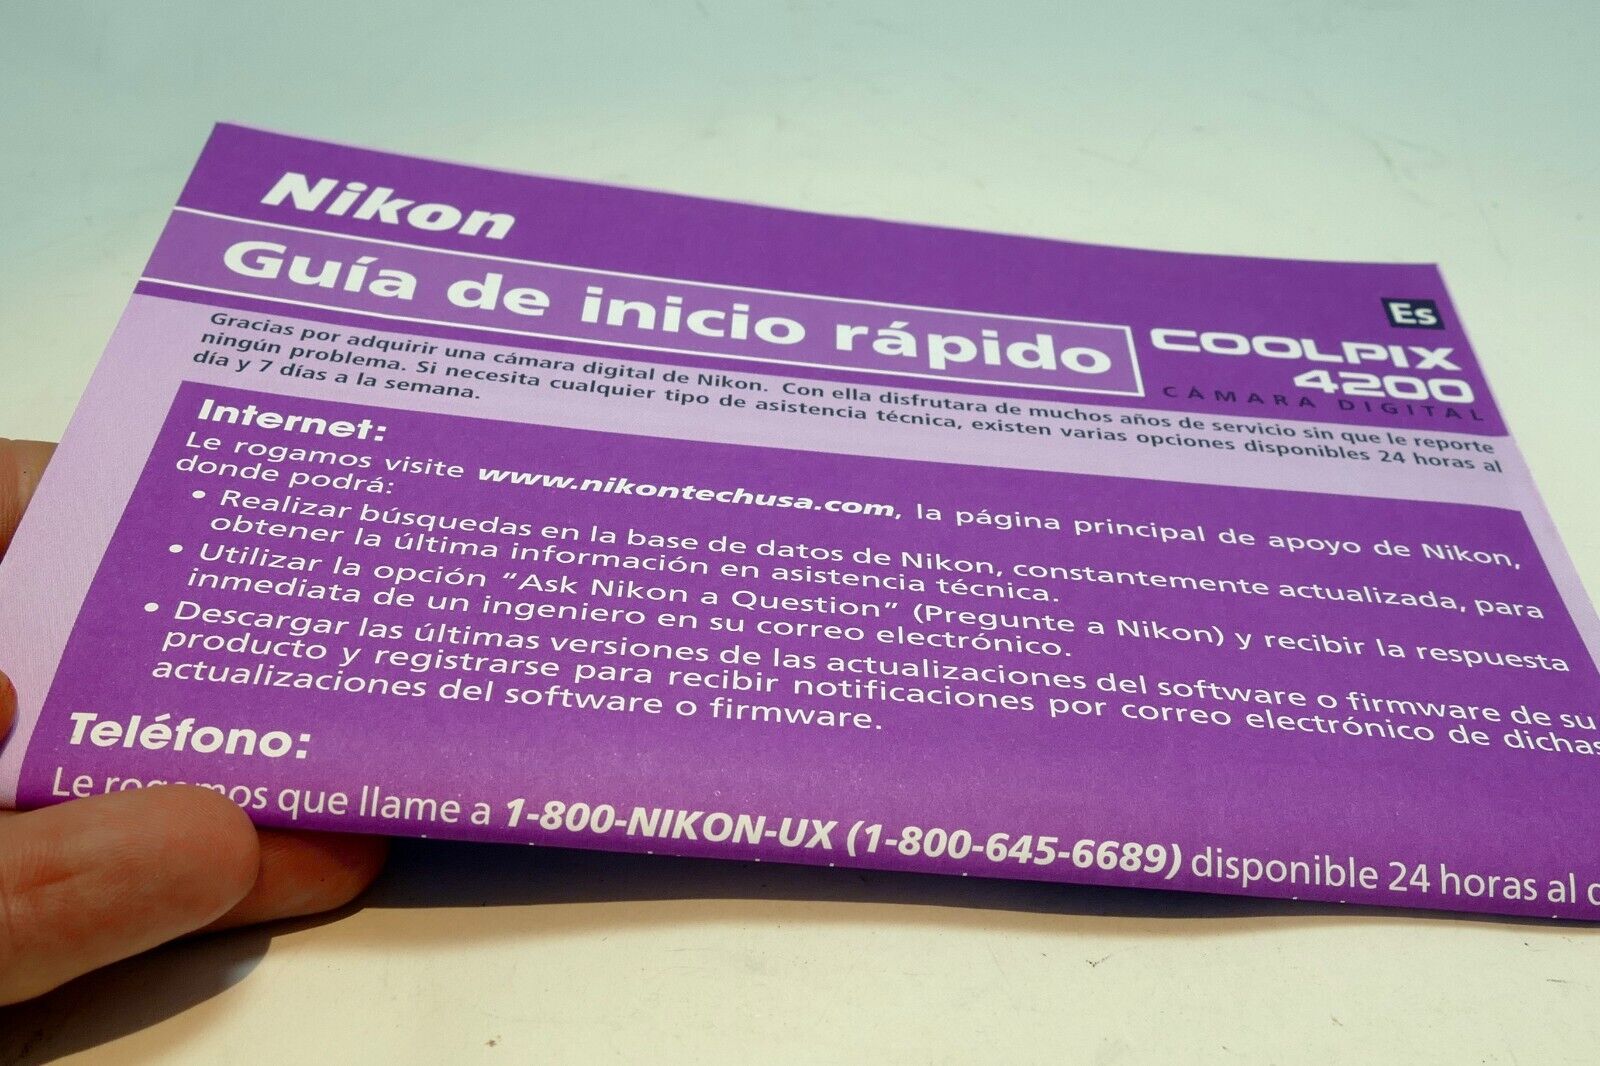 Nikon
Guía de inicio rápido
Es
COOLPIX
4200
CÁMARA DIGITAL
Gracias por adquirir una cámara digital de Nikon. Con ella disfrutara de muchos años de servicio sin que le reporte
ningún problema. Si necesita cualquier tipo de asistencia técnica, existen varias opciones disponibles 24 horas al
día y 7 días a la semana.
Internet:
Le rogamos visite www.nikontechusa.com, la página principal de apoyo de Nikon,
donde podrá:
• Realizar búsquedas en la base de datos de Nikon, constantemente actualizada, para
obtener la última información en asistencia técnica.
• Utilizar la opción "Ask Nikon a Question" (Pregunte a Nikon) y recibir la respuesta
inmediata de un ingeniero en su correo electrónico.
• Descargar las últimas versiones de las actualizaciones del software o firmware de su
producto y registrarse para recibir notificaciones por correo electrónico de dichas
actualizaciones del software o firmware.
Teléfono:
Le rogamos que llame a 1-800-NIKON-UX (1-800-645-6689) disponible 24 horas al